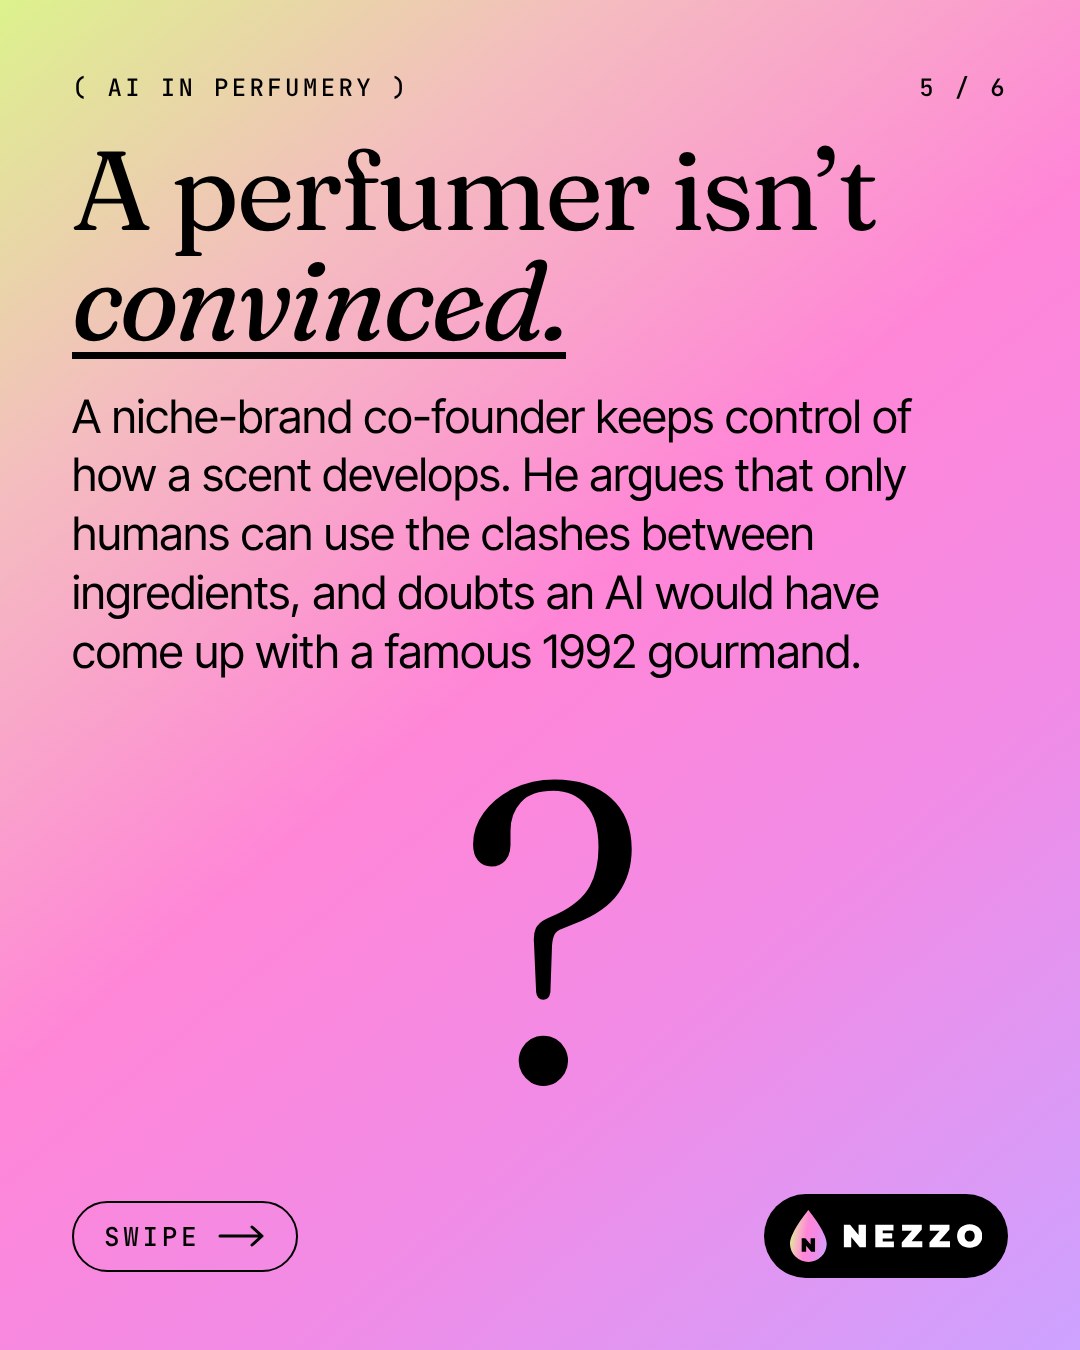 ( AI IN PERFUMERY )
5 / 6
A perfumer isn’t
convinced.
A niche-brand co-founder keeps control of
how a scent develops. He argues that only
humans can use the clashes between
ingredients, and doubts an AI would have
come up with a famous 1992 gourmand.
?
SWIPE →
N NEZZO